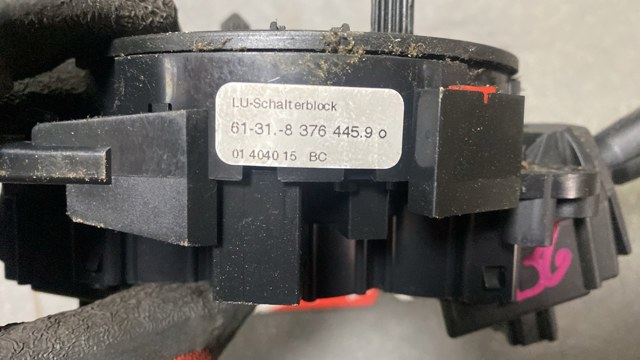 LU-Schalterblock
61-31.-8 376 445.9 o
01 4040 15 BC